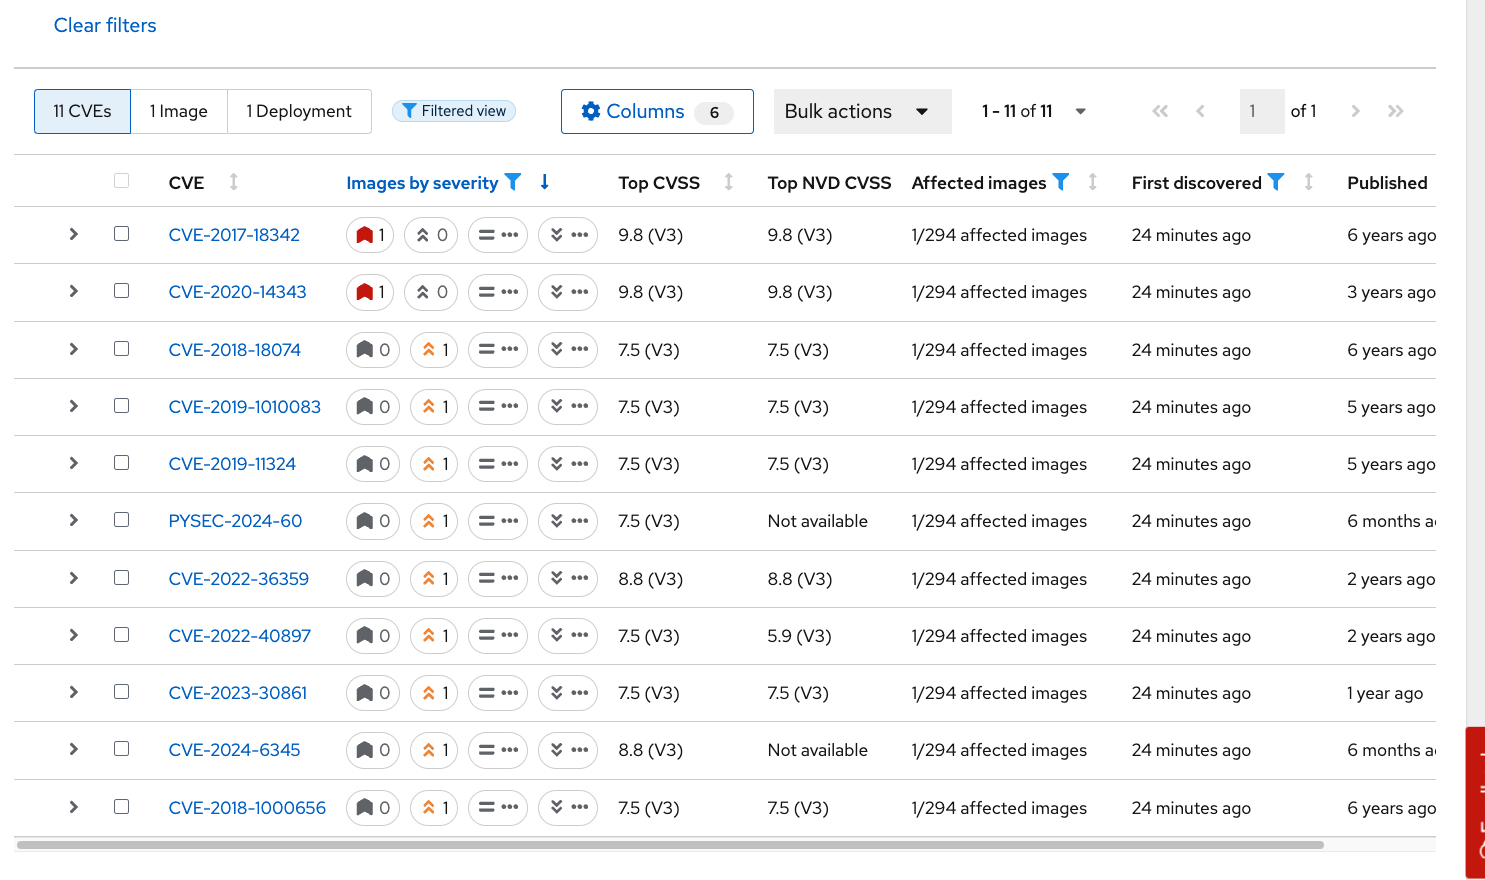 Clear filters
11 CVEs 1 Image 1 Deployment Filtered view Columns 6 Bulk actions 1 - 11 of 11 1 of 1
CVE Images by severity Top CVSS Top NVD CVSS Affected images First discovered Published
CVE-2017-18342 1 0 9.8 (V3) 9.8 (V3) 1/294 affected images 24 minutes ago 6 years ago
CVE-2020-14343 1 0 9.8 (V3) 9.8 (V3) 1/294 affected images 24 minutes ago 3 years ago
CVE-2018-18074 0 1 7.5 (V3) 7.5 (V3) 1/294 affected images 24 minutes ago 6 years ago
CVE-2019-1010083 0 1 7.5 (V3) 7.5 (V3) 1/294 affected images 24 minutes ago 5 years ago
CVE-2019-11324 0 1 7.5 (V3) 7.5 (V3) 1/294 affected images 24 minutes ago 5 years ago
PYSEC-2024-60 0 1 7.5 (V3) Not available 1/294 affected images 24 minutes ago 6 months a
CVE-2022-36359 0 1 8.8 (V3) 8.8 (V3) 1/294 affected images 24 minutes ago 2 years ago
CVE-2022-40897 0 1 7.5 (V3) 5.9 (V3) 1/294 affected images 24 minutes ago 2 years ago
CVE-2023-30861 0 1 7.5 (V3) 7.5 (V3) 1/294 affected images 24 minutes ago 1 year ago
CVE-2024-6345 0 1 8.8 (V3) Not available 1/294 affected images 24 minutes ago 6 months a
CVE-2018-1000656 0 1 7.5 (V3) 7.5 (V3) 1/294 affected images 24 minutes ago 6 years ago